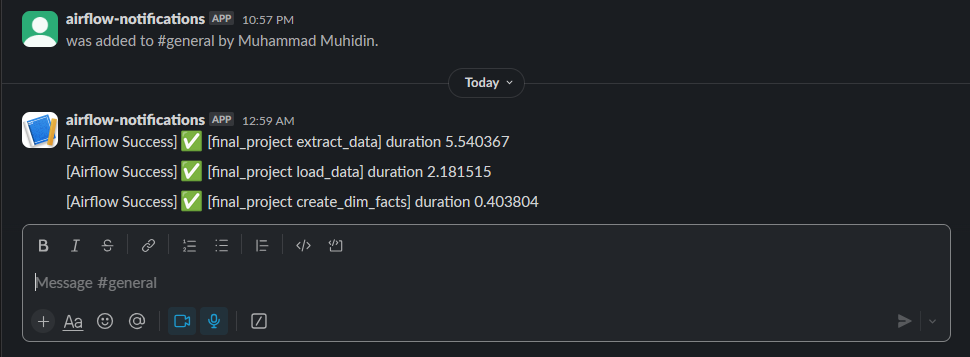 airflow-notifications APP 10:57 PM
was added to #general by Muhammad Muhidin.
Today
airflow-notifications APP 12:59 AM
[Airflow Success] ✅ [final_project extract_data] duration 5.540367
[Airflow Success] ✅ [final_project load_data] duration 2.181515
[Airflow Success] ✅ [final_project create_dim_facts] duration 0.403804
B I S
Message #general
+ Aa @